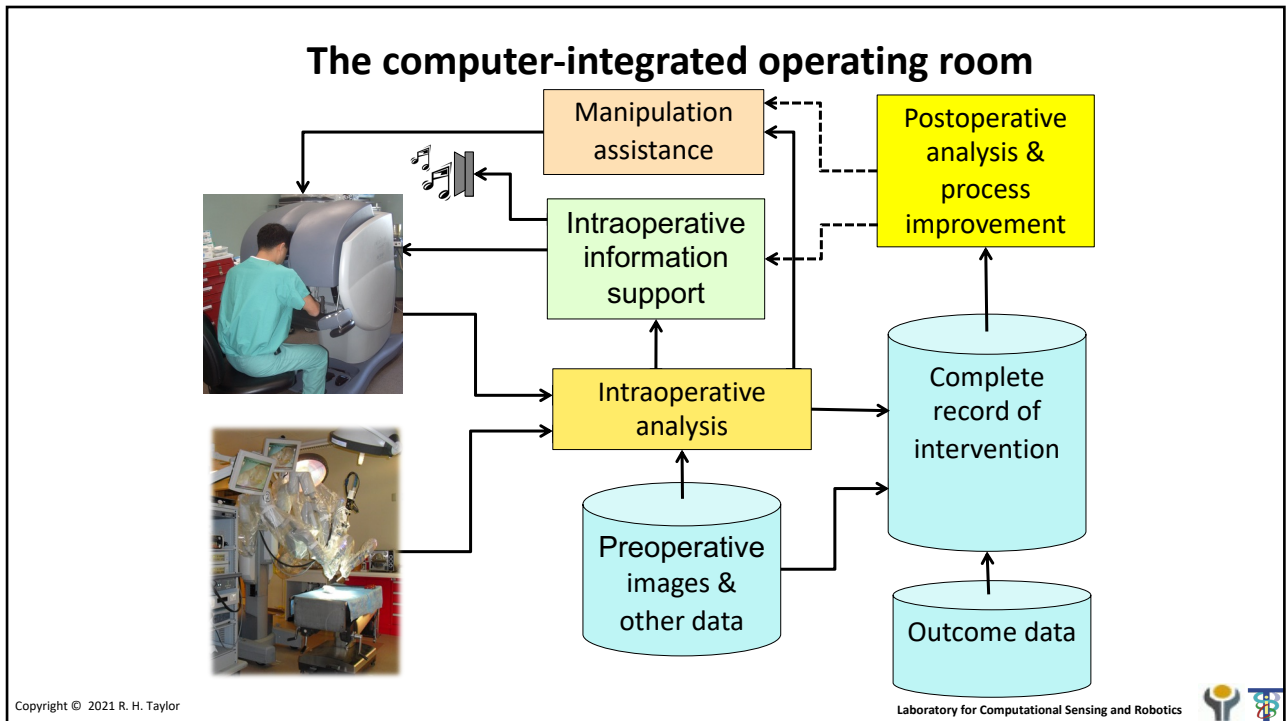 The computer-integrated operating room
Manipulation
assistance
Postoperative
analysis &
process
improvement
Intraoperative
information
support
Intraoperative
analysis
Complete
record of
intervention
Preoperative
images &
other data
Outcome data
Copyright © 2021 R. H. Taylor
Laboratory for Computational Sensing and Robotics